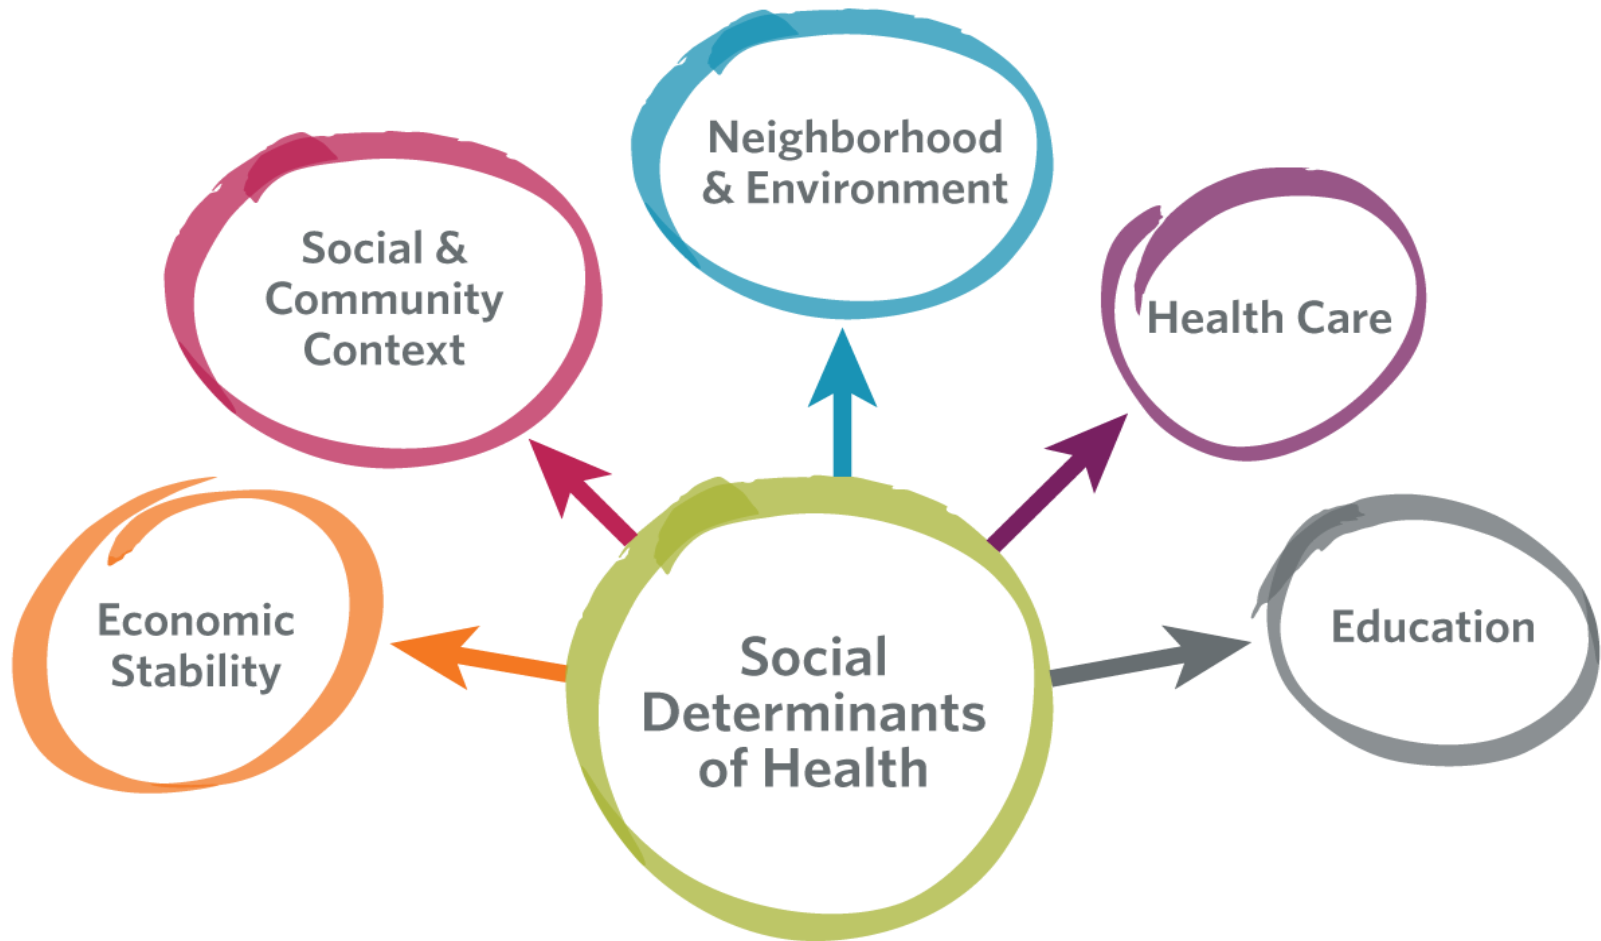 Neighborhood
& Environment
Social &
Community
Context
Health Care
Economic
Stability
Education
Social
Determinants
of Health